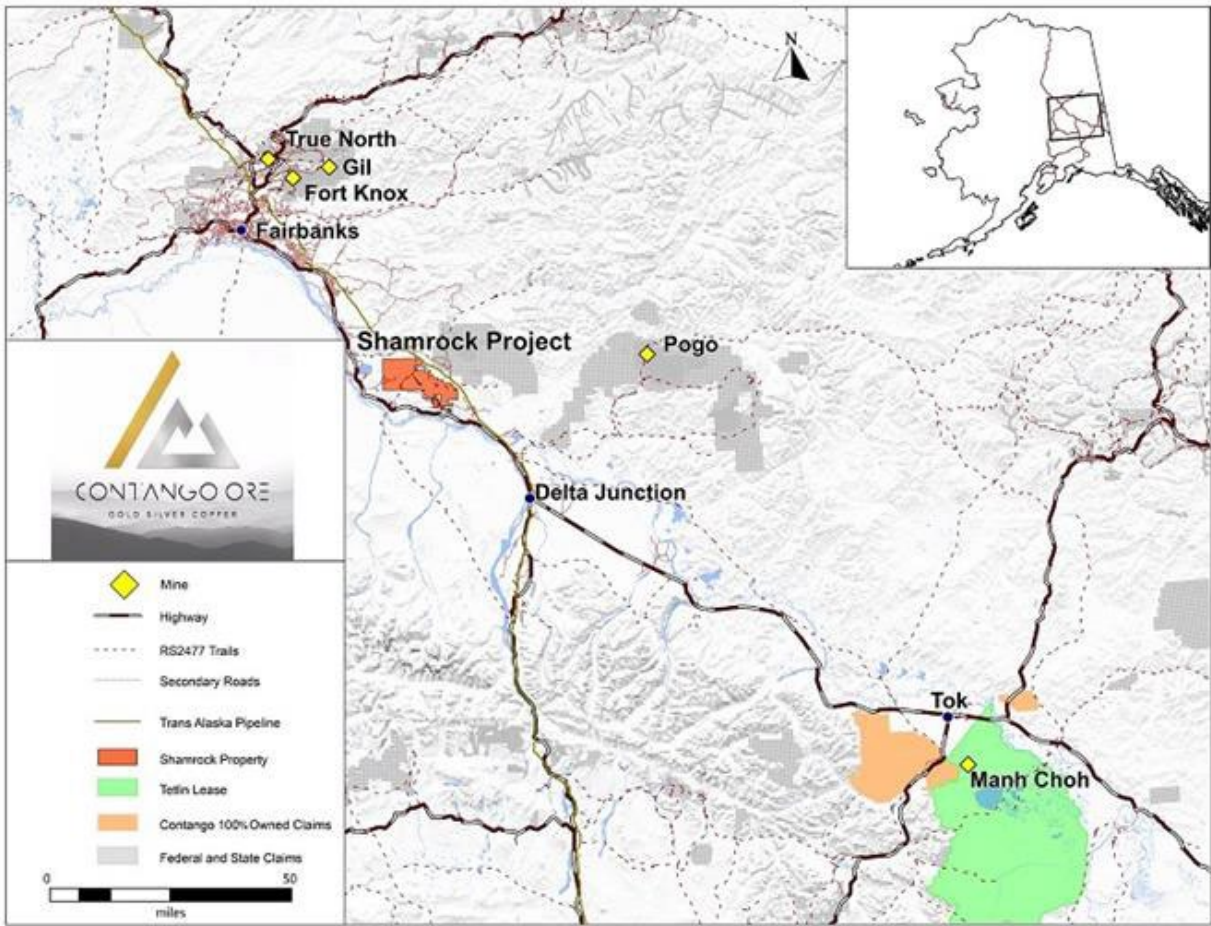 N
True North
Gil
Fort Knox
Fairbanks
Shamrock Project
Pogo
CONTANGO ORE
GOLD SILVER COPPER
Delta Junction
Tok
Manh Choh
Mine
Highway
RS2477 Trails
Secondary Roads
Trans Alaska Pipeline
Shamrock Property
Tetlin Lease
Contango 100% Owned Claims
Federal and State Claims
0 50
miles